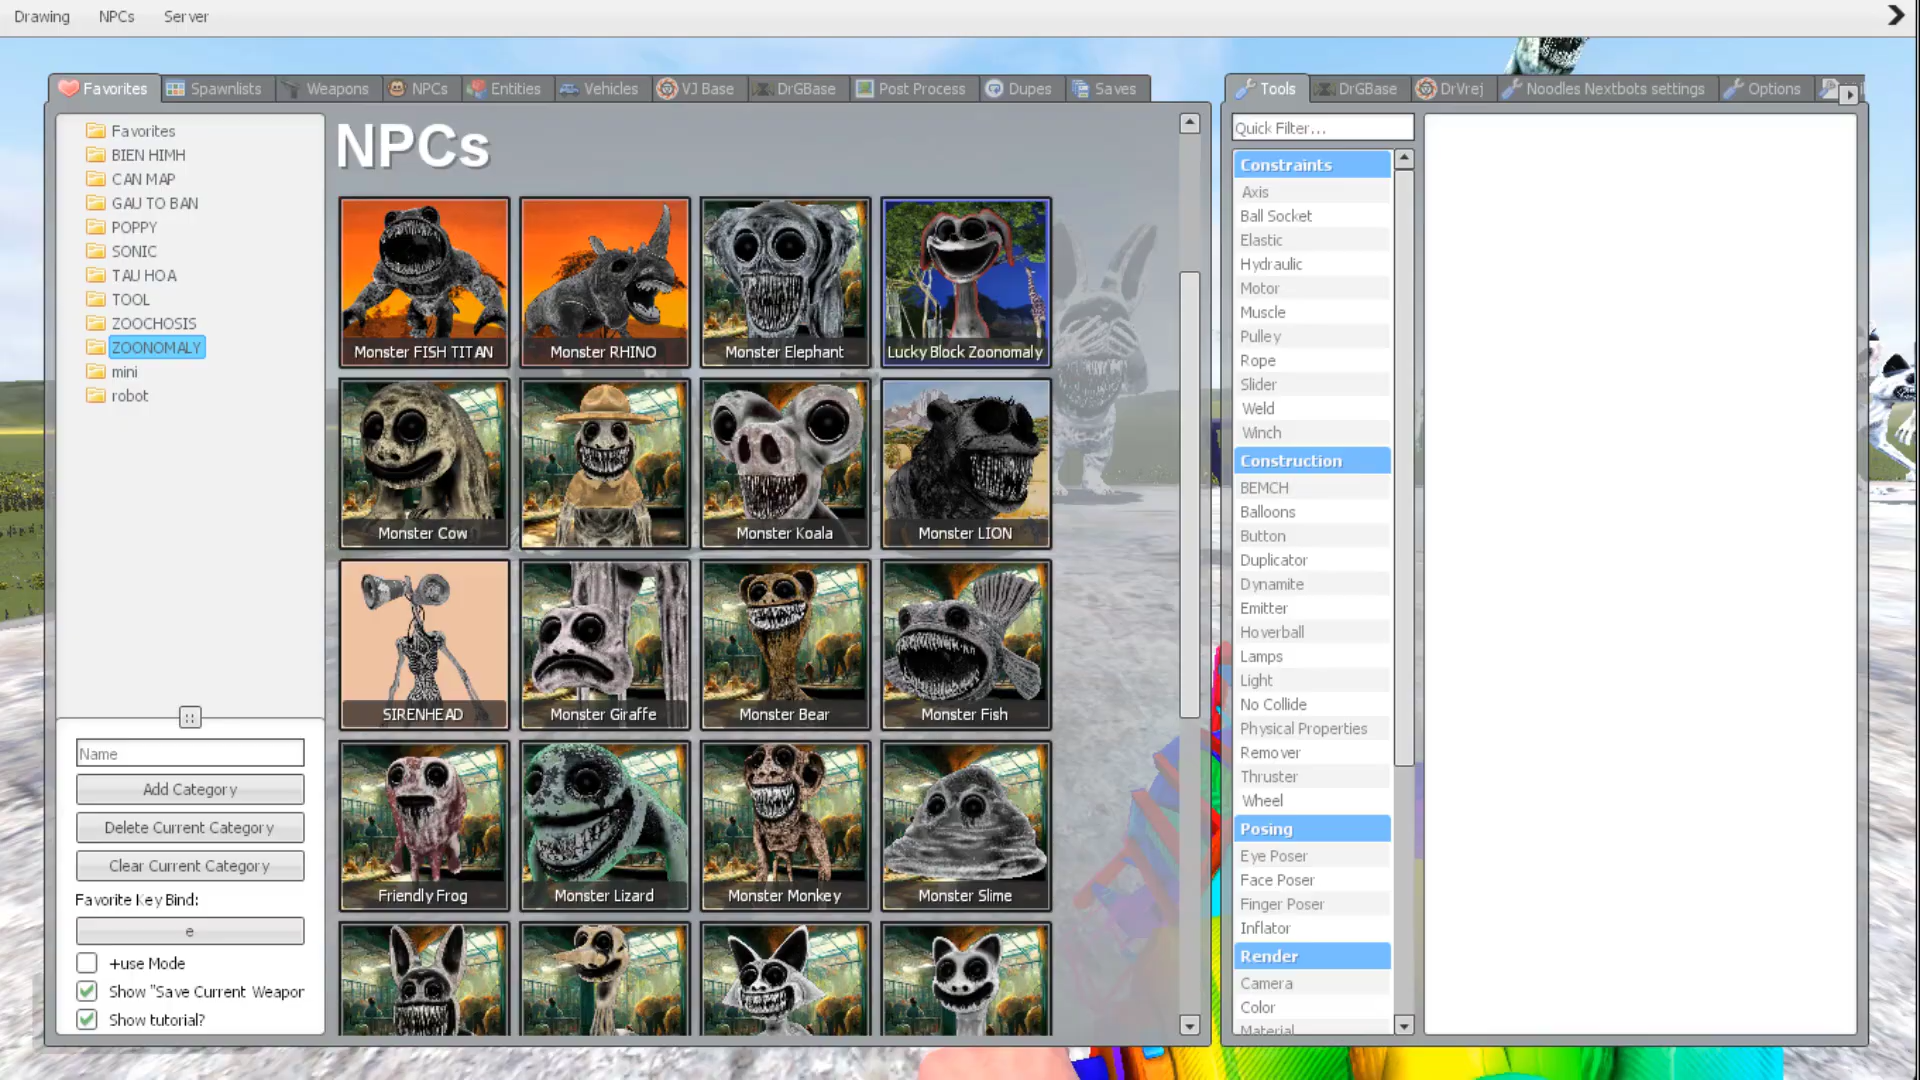 Drawing NPCs Server
Favorites Spawnlists Weapons NPCs Entities Vehicles VJ Base DrGBase Post Process Dupes Saves
Favorites
BIEN HIMH
CAN MAP
GAU TO BAN
POPPY
SONIC
TAU HOA
TOOL
ZOOCHOSIS
ZOONOMALY
mini
robot
Name
Add Category
Delete Current Category
Clear Current Category
Favorite Key Bind:
e
+use Mode
Show "Save Current Weapon
Show tutorial?
NPCs
Monster FISH TITAN Monster RHINO Monster Elephant Lucky Block Zoonomaly
Monster Cow Monster Koala Monster LION
SIRENHEAD Monster Giraffe Monster Bear Monster Fish
Friendly Frog Monster Lizard Monster Monkey Monster Slime
Tools DrGBase DrVrej Noodles Nextbots settings Options
Quick Filter...
Constraints
Axis
Ball Socket
Elastic
Hydraulic
Motor
Muscle
Pulley
Rope
Slider
Weld
Winch
Construction
BEMCH
Balloons
Button
Duplicator
Dynamite
Emitter
Hoverball
Lamps
Light
No Collide
Physical Properties
Remover
Thruster
Wheel
Posing
Eye Poser
Face Poser
Finger Poser
Inflator
Render
Camera
Color
Material